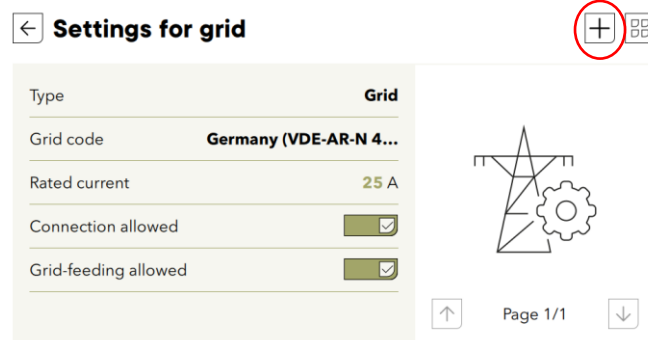 Settings for grid
Type Grid
Grid code Germany (VDE-AR-N 4...
Rated current 25 A
Connection allowed
Grid-feeding allowed
Page 1/1